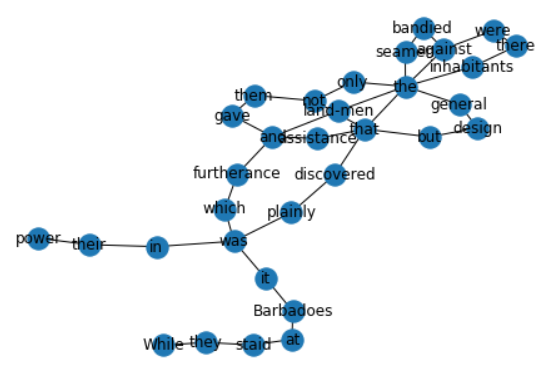 bandied
were
seamen against there
inhabitants
only
them not the
gave land-men general
and assistance that but design
furtherance discovered
which plainly
power their in was
it
Barbadoes
While they staid at